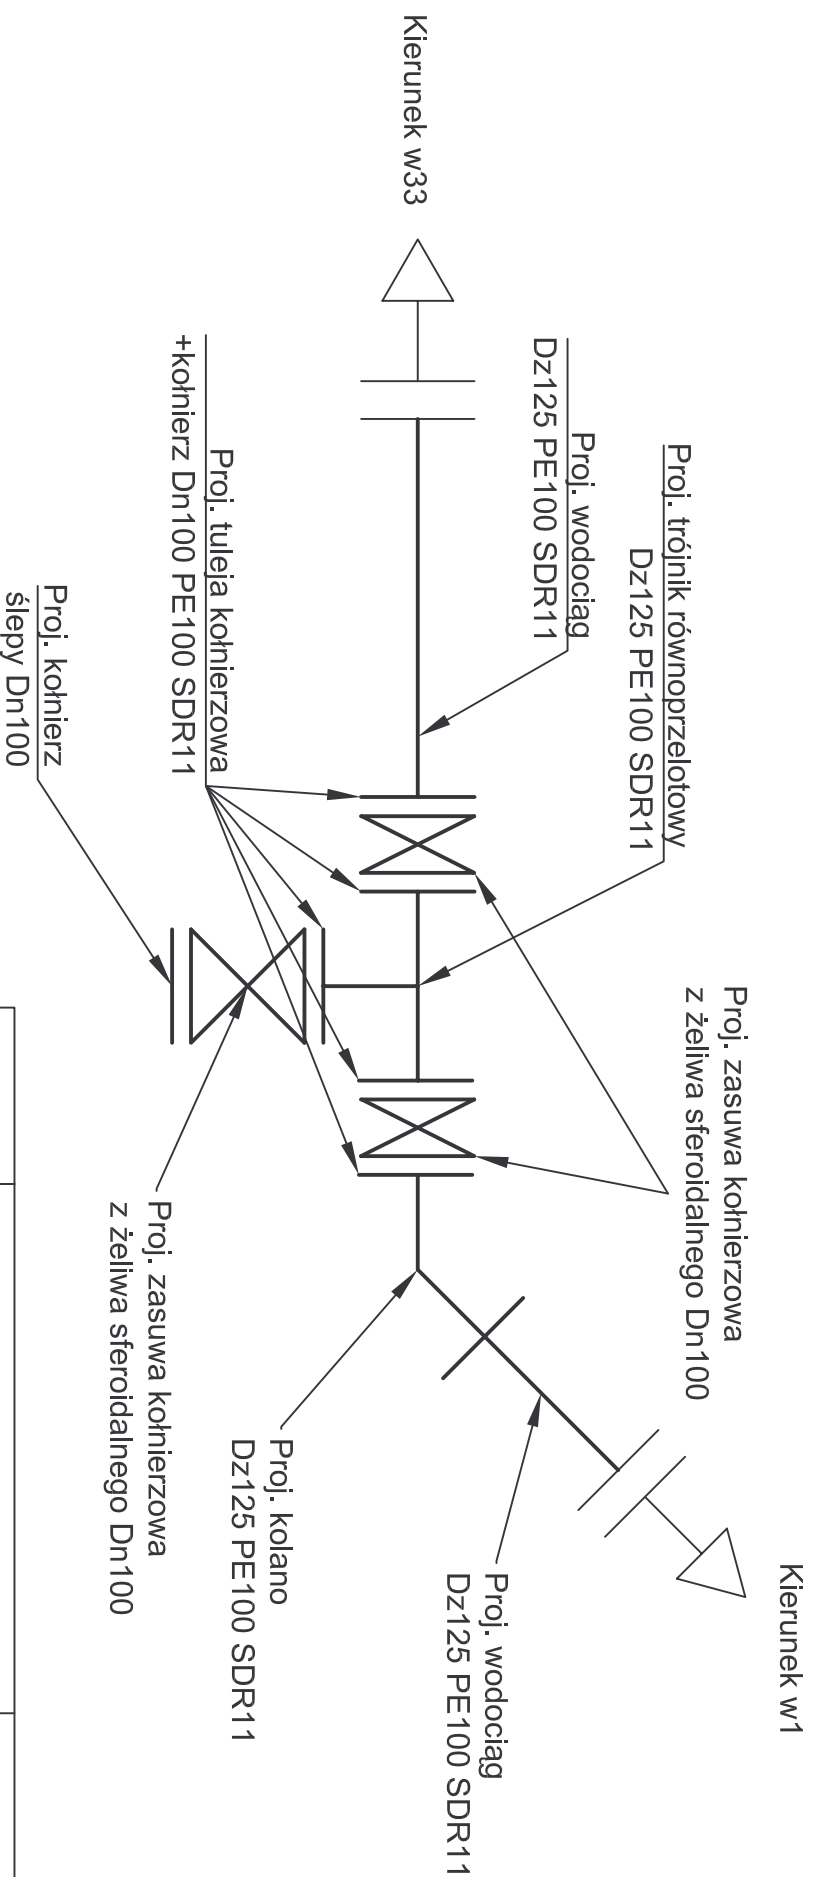 Kierunek w33
Kierunek w1
Proj. trójnik równoprzelotowy
Dz125 PE100 SDR11
Proj. wodociąg
Dz125 PE100 SDR11
Proj. zasuwa kołnierzowa
z żeliwa sferoidalnego Dn100
Proj. tuleja kołnierzowa
+kołnierz Dn100 PE100 SDR11
Proj. kołnierz
ślepy Dn100
Proj. zasuwa kołnierzowa
z żeliwa sferoidalnego Dn100
Proj. kolano
Dz125 PE100 SDR11
Proj. wodociąg
Dz125 PE100 SDR11